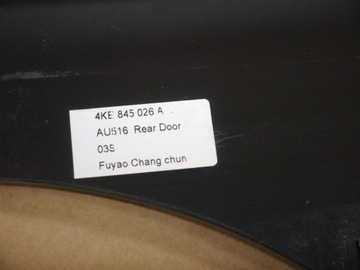 4KE 845 026 A
AU516 Rear Door
03S
Fuyao Chang chun